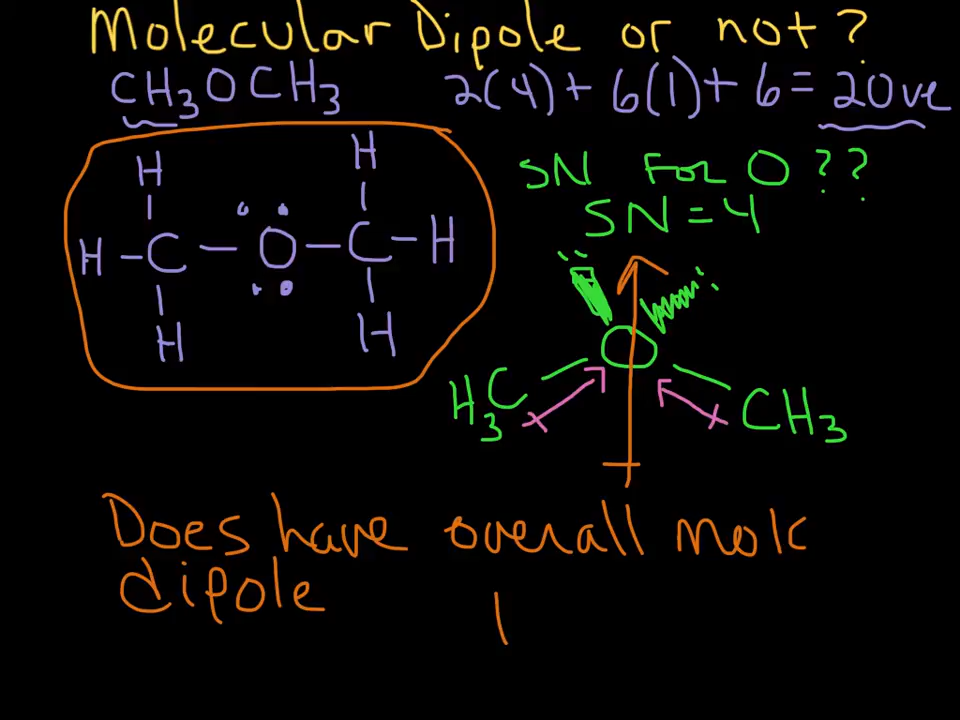 Molecular Dipole or not?
CH3OCH3 2(4)+ 6(1)+ 6 = 20ve
SN For O ??
SN = 4
H H
H - C - O - C - H
H H
O
H3C CH3
Does have overall molc
dipole